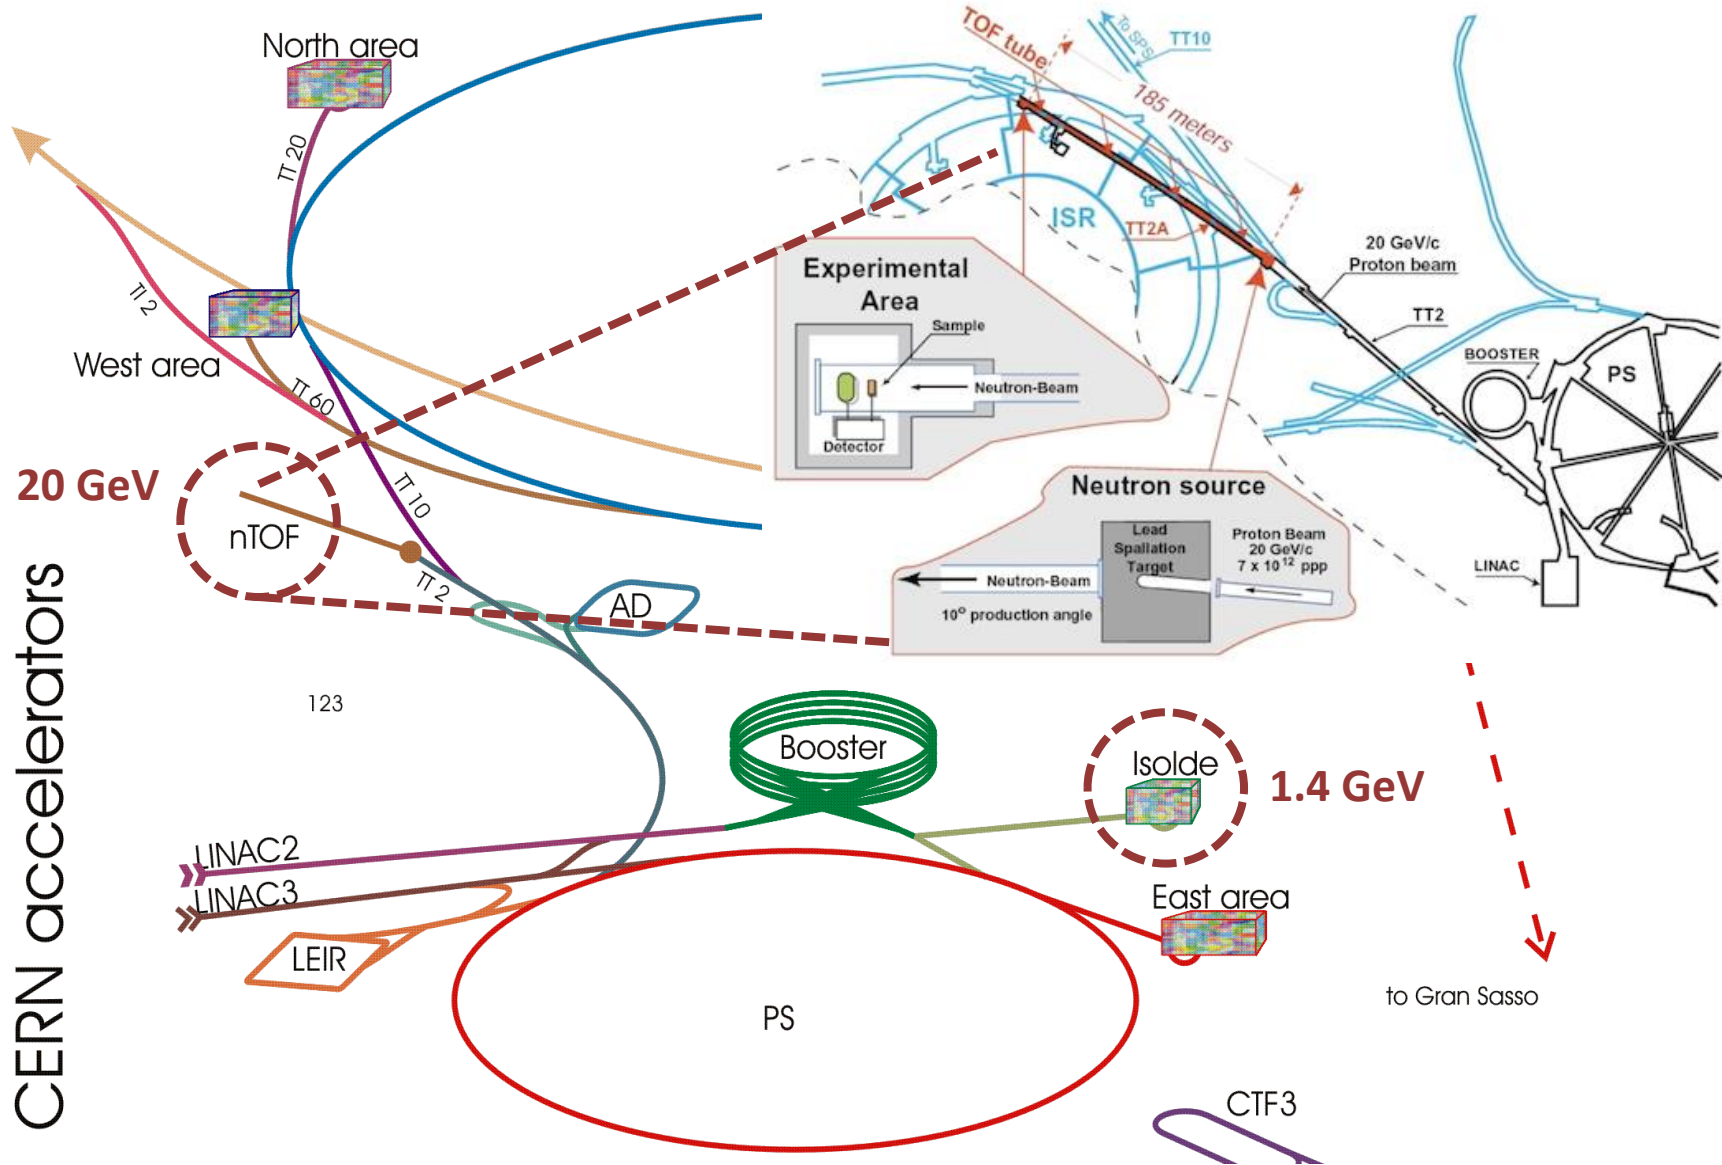 North area
TT 20
TI 2
West area
TT 60
TT 10
20 GeV
nTOF
TT 2
AD
123
CERN accelerators
Booster
Isolde
1.4 GeV
LINAC2
LINAC3
LEIR
East area
PS
to Gran Sasso
CTF3
TOF tube
To SPS
TT10
185 meters
ISR
TT2A
20 GeV/c
Proton beam
TT2
BOOSTER
PS
LINAC
Experimental
Area
Sample
Neutron-Beam
Detector
Neutron source
Lead
Spallation
Target
Proton Beam
20 GeV/c
7 x 10¹² ppp
Neutron-Beam
10° production angle